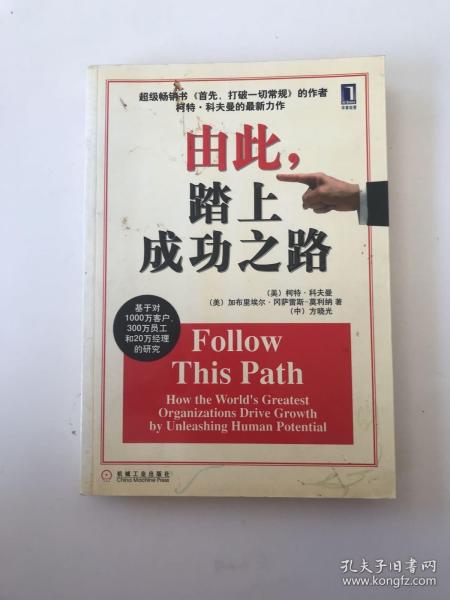 超级畅销书《首先，打破一切常规》的作者
柯特·科夫曼的最新力作
华章经管
由此，
踏上
成功之路
（美）柯特·科夫曼
（美）加布里埃尔·冈萨雷斯-莫利纳 著
（中）方晓光
基于对
1000万客户、
300万员工
和20万经理
的研究
Follow
This Path
How the World's Greatest
Organizations Drive Growth
by Unleashing Human Potential
机械工业出版社
China Machine Press
孔夫子旧书网
www.kongfz.com